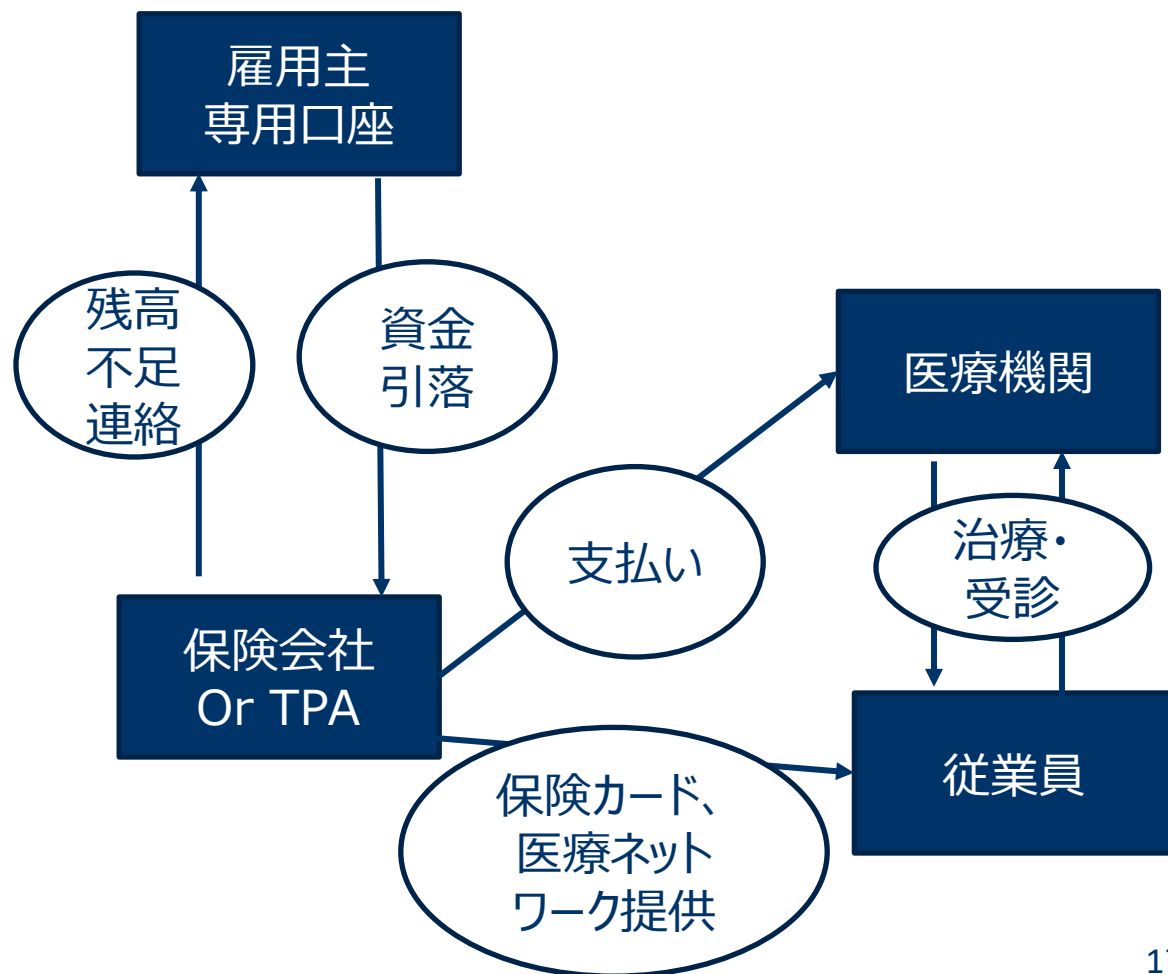 雇用主
専用口座
残高
不足
連絡
資金
引落
医療機関
支払い
治療・
受診
保険会社
Or TPA
従業員
保険カード、
医療ネット
ワーク提供